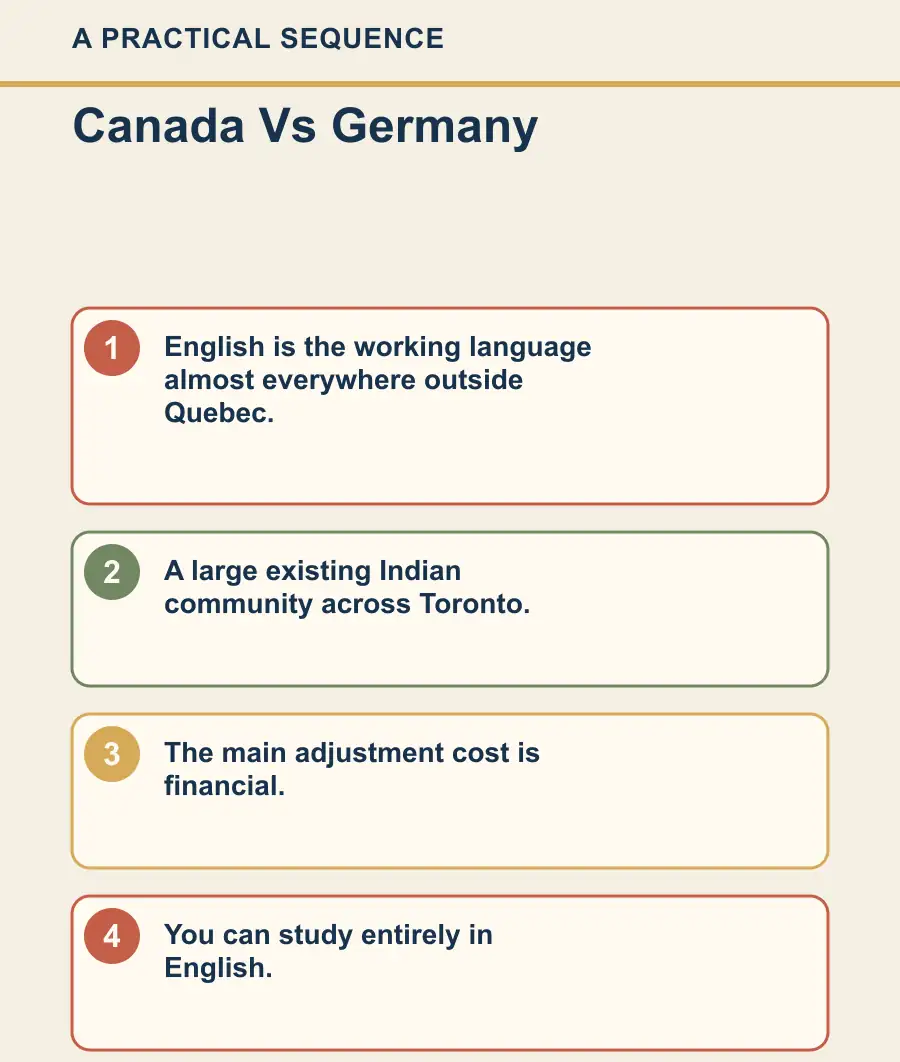 A PRACTICAL SEQUENCE
Canada Vs Germany
1
English is the working language
almost everywhere outside
Quebec.
2
A large existing Indian
community across Toronto.
3
The main adjustment cost is
financial.
4
You can study entirely in
English.